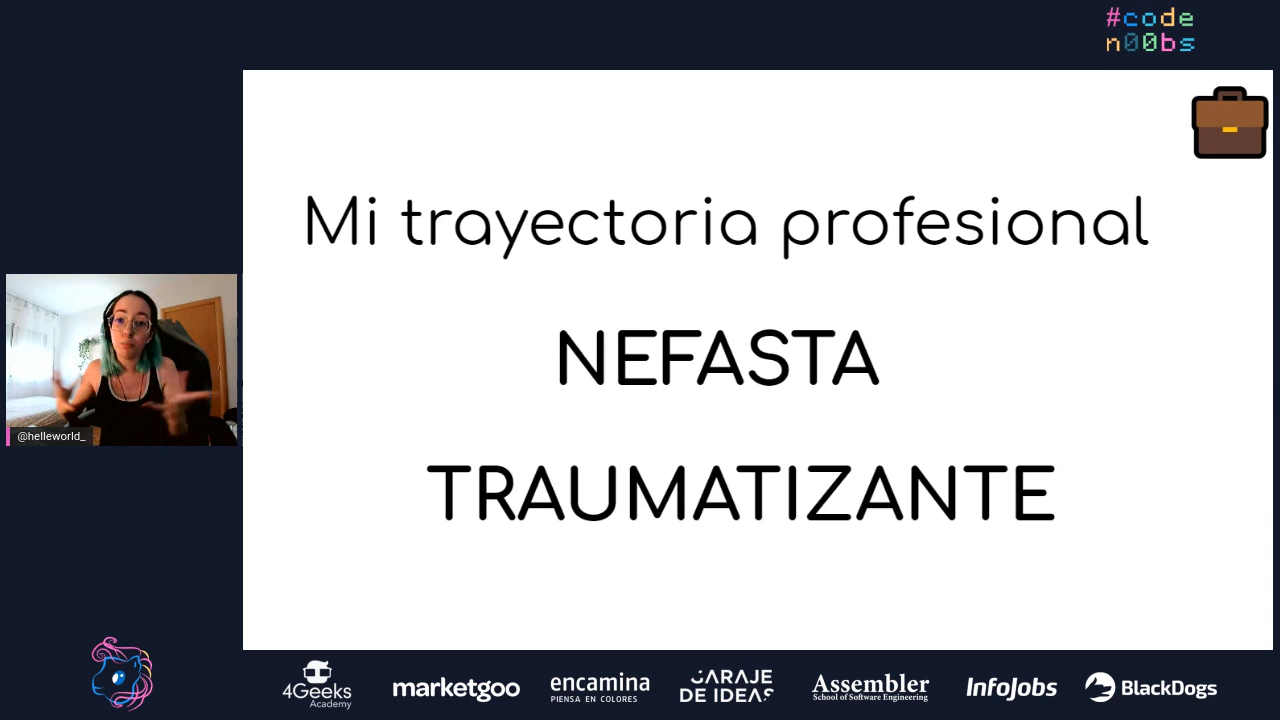 #code
n00bs
Mi trayectoria profesional
NEFASTA
TRAUMATIZANTE
@helleworld_
4Geeks
Academy
marketgoo
encamina
PIENSA EN COLORES
GARAJE
DE IDEAS
Assembler
School of Software Engineering
InfoJobs
BlackDogs